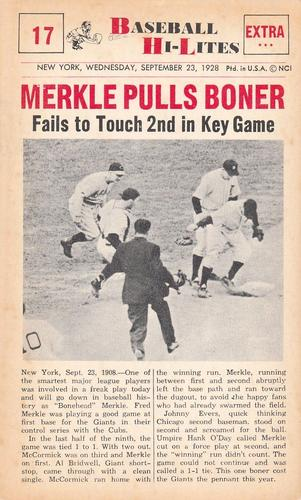 17
BASEBALL
HI-LITES
EXTRA
NEW YORK, WEDNESDAY, SEPTEMBER 23, 1928 Ptd. in U.S.A. © NCI
MERKLE PULLS BONER
Fails to Touch 2nd in Key Game
New York, Sept. 23, 1908.—One of
the smartest major league players
was involved in a freak play today
and will go down in baseball his-
tory as "Bonehead" Merkle. Fred
Merkle was playing a good game at
first base for the Giants in their
control series with the Cubs.
In the last half of the ninth, the
game was tied 1 to 1. With two out.
McCormick was on third and Merkle
on first. Al Bridwell, Giant short-
stop, came through with a clean
single. McCormick ran home with
the winning run. Merkle, running
between first and second abruptly
left the base path and ran toward
the dugout, to avoid the happy fans
who had already swarmed the field.
Johnny Evers, quick thinking
Chicago second baseman, stood on
second and screamed for the ball.
Umpire Hank O'Day called Merkle
out on a force play at second, and
the "winning" run didn't count. The
game could not continue and was
called a 1-1 tie. This one boner cost
the Giants the pennant this year.